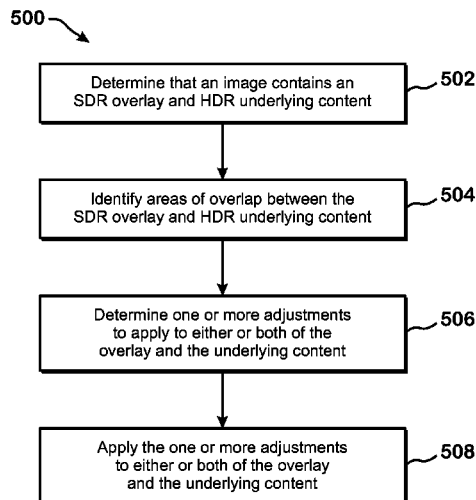 500
Determine that an image contains an
SDR overlay and HDR underlying content
502
Identify areas of overlap between the
SDR overlay and HDR underlying content
504
Determine one or more adjustments
to apply to either or both of the
overlay and the underlying content
506
Apply the one or more adjustments
to either or both of the overlay
and the underlying content
508